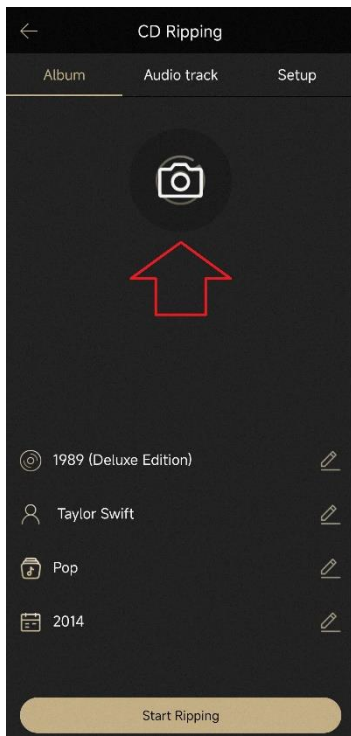 CD Ripping
Album Audio track Setup
1989 (Deluxe Edition)
Taylor Swift
Pop
2014
Start Ripping